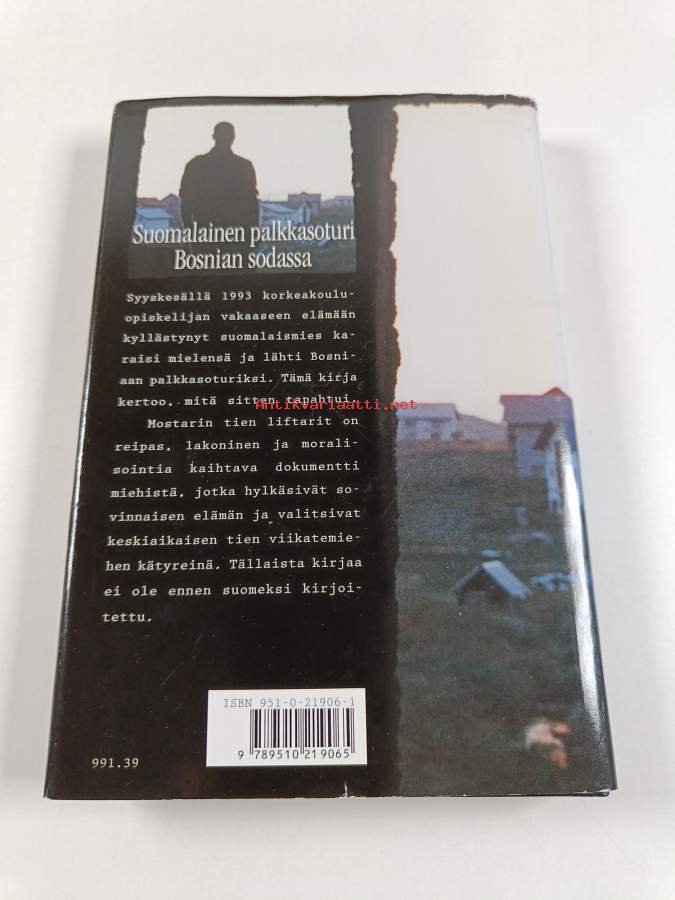 Suomalainen palkkasoturi
Bosnian sodassa
Syyskesällä 1993 korkeakoulu-
opiskelijan vakaaseen elämään
kyllästynyt suomalaismies ka-
raisi mielensä ja lähti Bosni-
aan palkkasoturiksi. Tämä kirja
kertoo, mitä sitten tapahtui.
Antikvariaatti.net
Mostarin tien liftarit on
reipas, lakoninen ja morali-
sointia kaihtava dokumentti
miehistä, jotka hylkäsivät so-
vinnaisen elämän ja valitsivat
keskiaikaisen tien viikatemie-
hen kätyreinä. Tällaista kirjaa
ei ole ennen suomeksi kirjoi-
tettu.
ISBN 951-0-21906-1
9 789510 219065
991.39